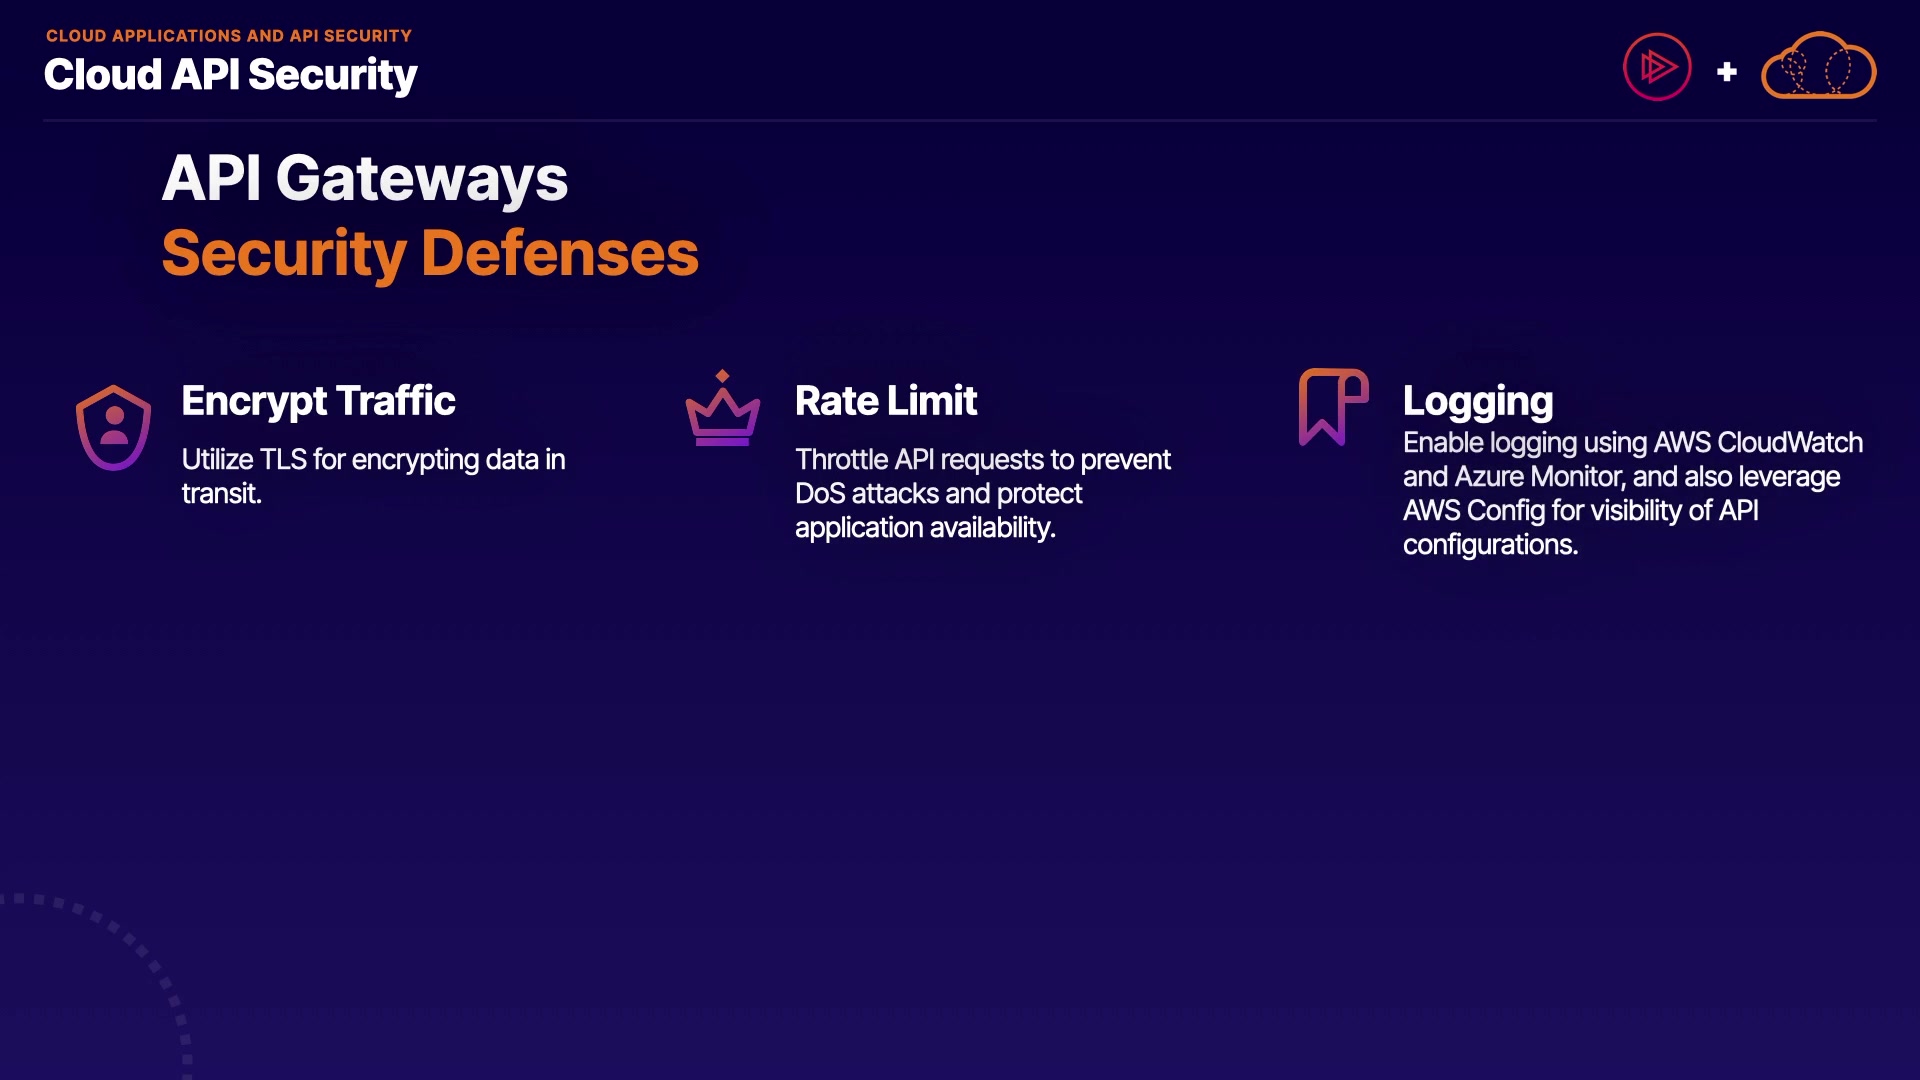 CLOUD APPLICATIONS AND API SECURITY
Cloud API Security
API Gateways
Security Defenses
Encrypt Traffic
Utilize TLS for encrypting data in
transit.
Rate Limit
Throttle API requests to prevent
DoS attacks and protect
application availability.
Logging
Enable logging using AWS CloudWatch
and Azure Monitor, and also leverage
AWS Config for visibility of API
configurations.